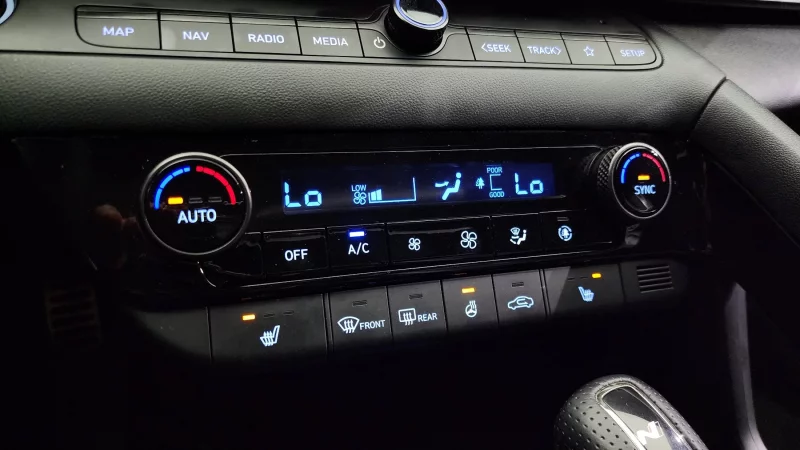 MAP NAV RADIO MEDIA <SEEK TRACK> SETUP
AUTO Lo LOW POOR GOOD Lo SYNC
OFF A/C
FRONT REAR
N